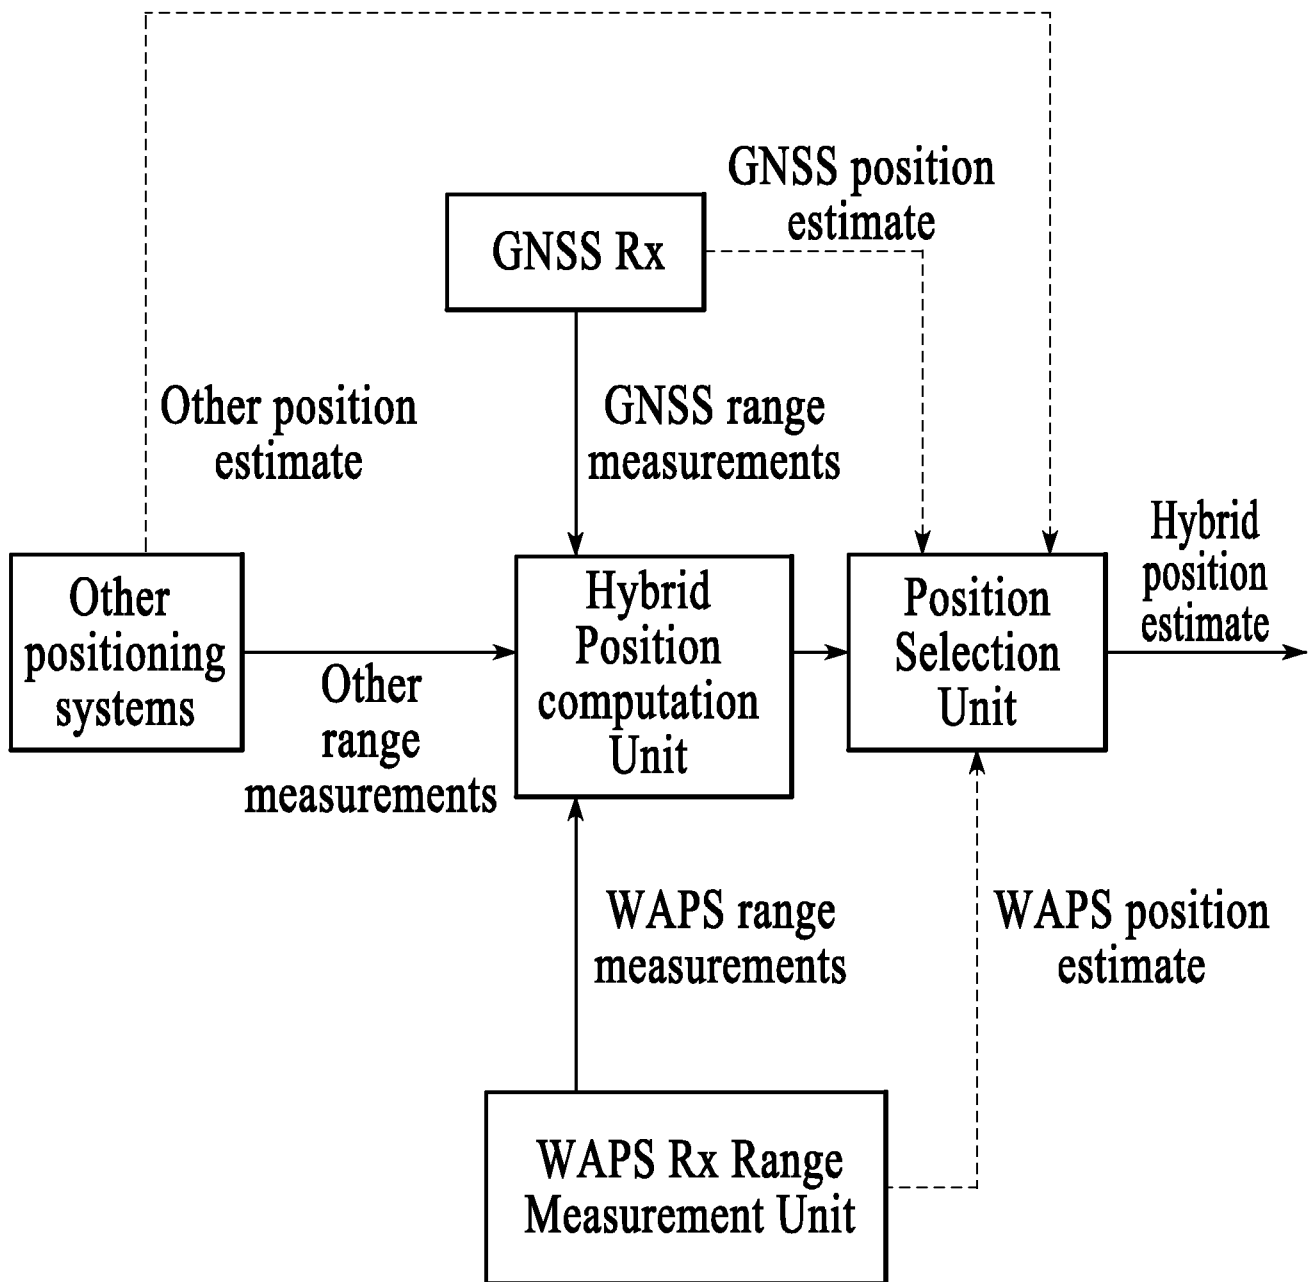 GNSS position
estimate
GNSS Rx
Other position
estimate
GNSS range
measurements
Hybrid
position
estimate
Other
positioning
systems
Other
range
measurements
Hybrid
Position
computation
Unit
Position
Selection
Unit
WAPS range
measurements
WAPS position
estimate
WAPS Rx Range
Measurement Unit